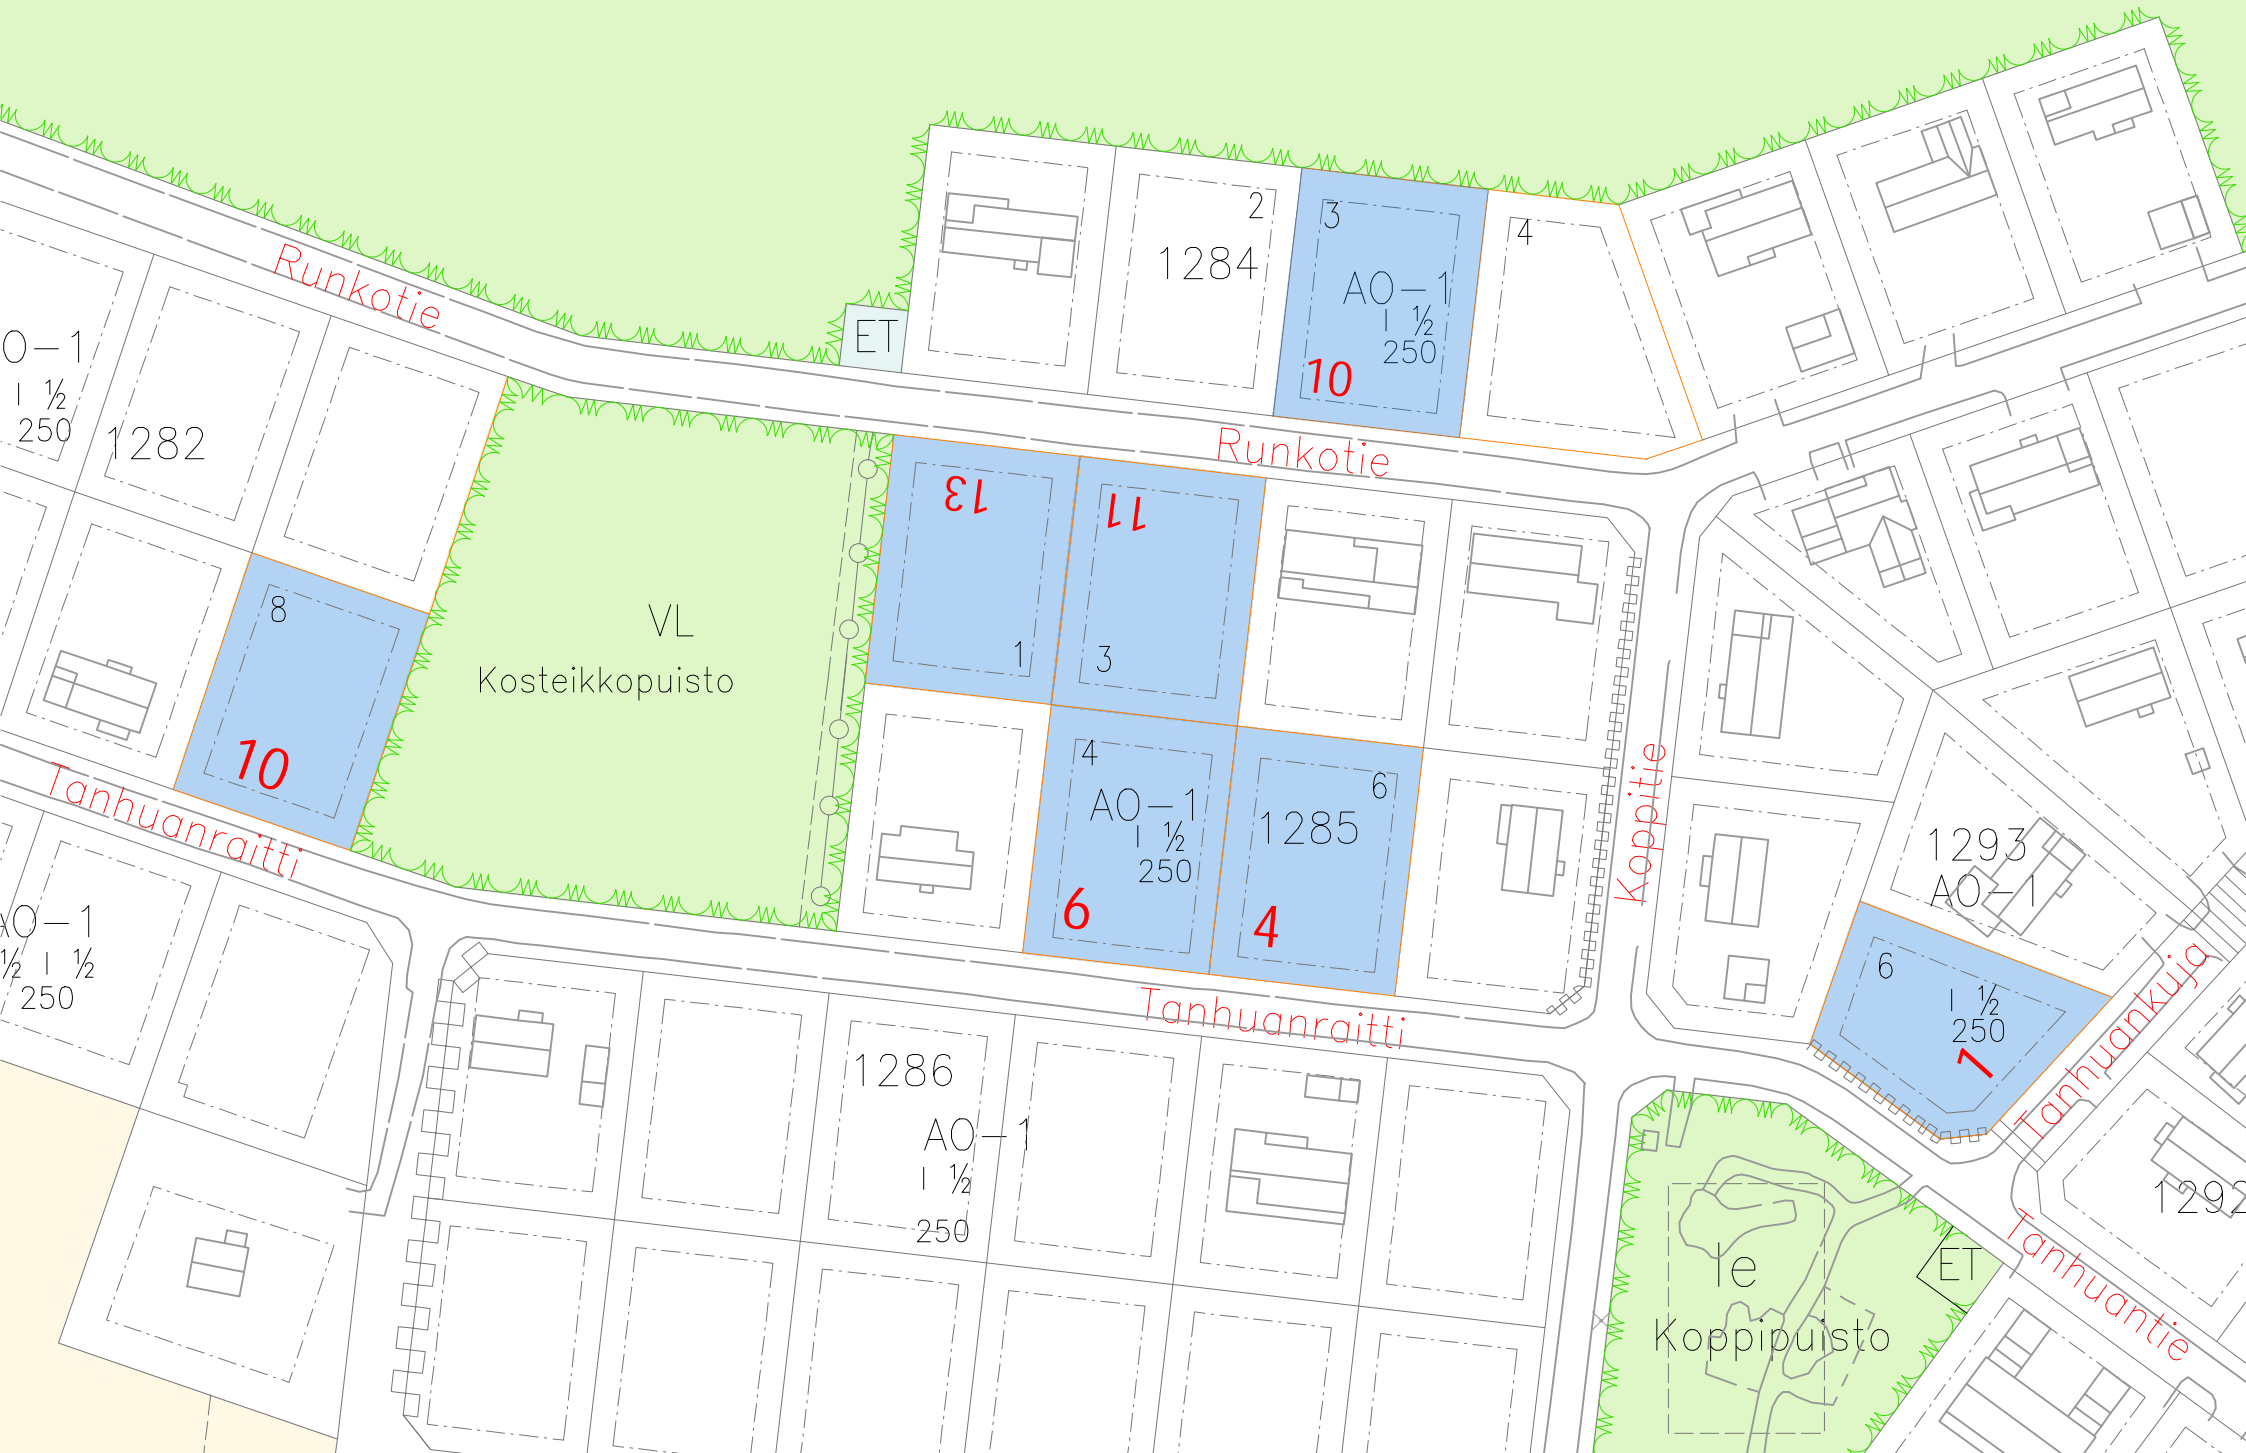 Runkotie
ET
2
1284
3
AO-1
I ½
250
10
4
AO-1
I ½
250
1282
Runkotie
13
11
1
3
8
10
VL
Kosteikkopuisto
4
AO-1
I ½
250
6
6
1285
4
Koppitie
Tanhuanraitti
Tanhuanraitti
1293
AO-1
6
I ½
250
1
Tanhuankuja
AO-1
½ I ½
250
1286
AO-1
I ½
250
1292
le
Koppipuisto
ET
Tanhuantie